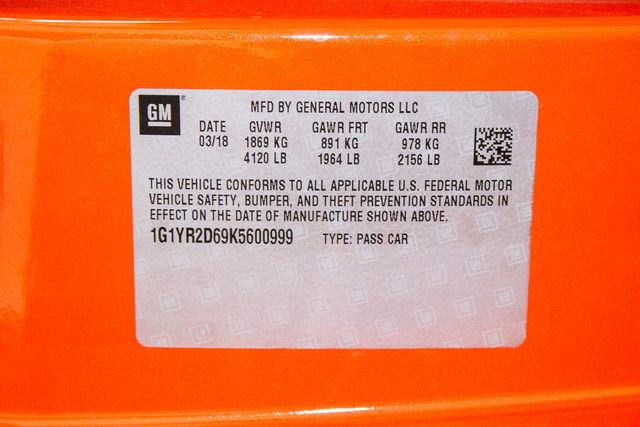 GM
MFD BY GENERAL MOTORS LLC
DATE GVWR GAWR FRT GAWR RR
03/18 1869 KG 891 KG 978 KG
4120 LB 1964 LB 2156 LB
THIS VEHICLE CONFORMS TO ALL APPLICABLE U.S. FEDERAL MOTOR
VEHICLE SAFETY, BUMPER, AND THEFT PREVENTION STANDARDS IN
EFFECT ON THE DATE OF MANUFACTURE SHOWN ABOVE.
1G1YR2D69K5600999 TYPE: PASS CAR